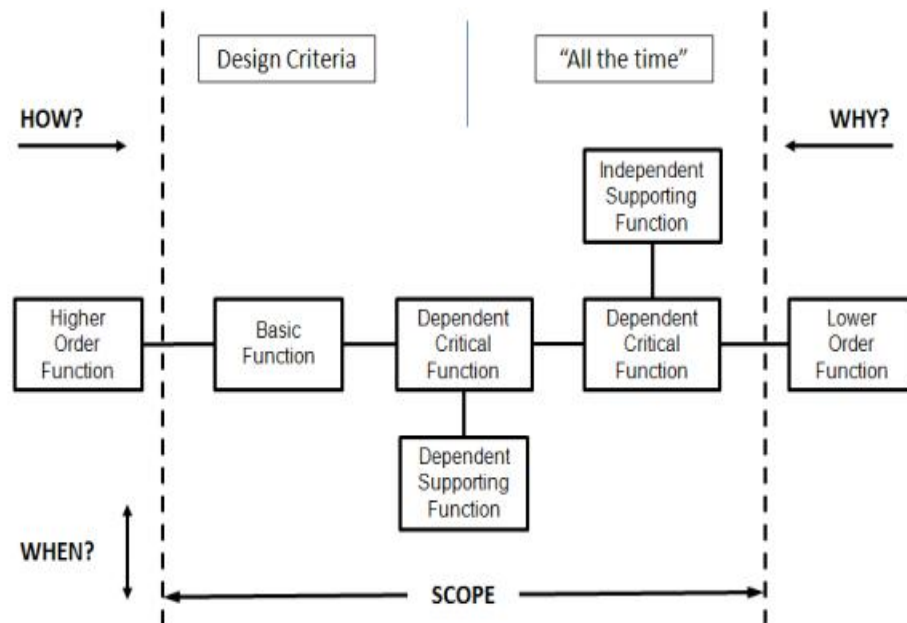 Design Criteria
“All the time”
HOW?
WHY?
Independent
Supporting
Function
Higher
Order
Function
Basic
Function
Dependent
Critical
Function
Dependent
Critical
Function
Lower
Order
Function
Dependent
Supporting
Function
WHEN?
SCOPE